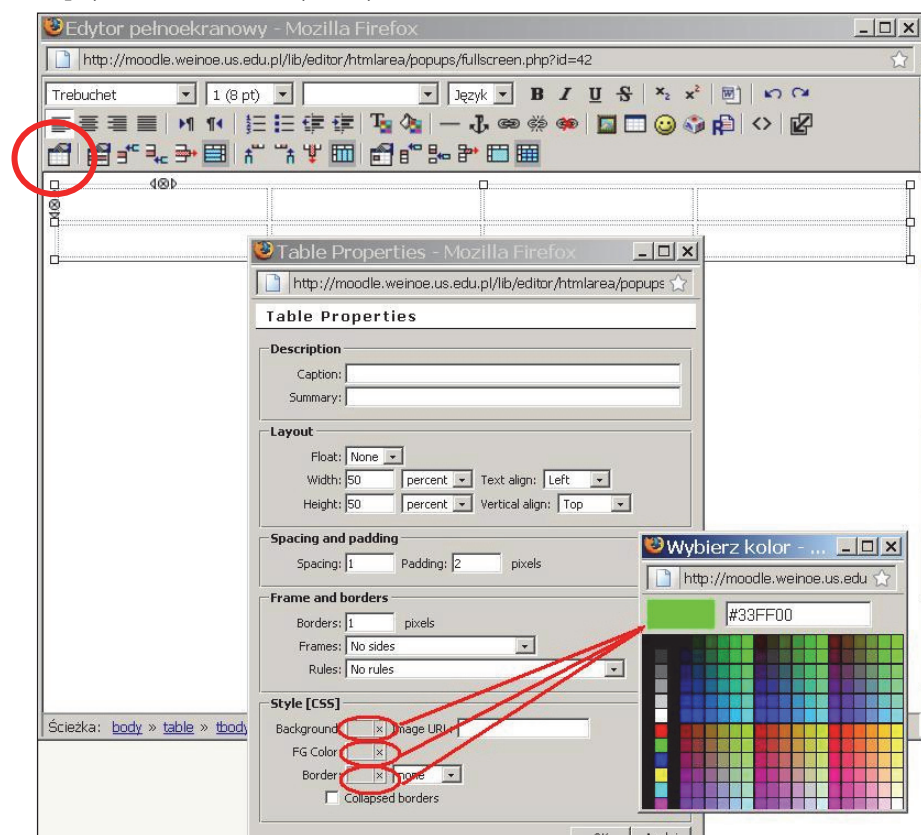 Edytor pełnoekranowy - Mozilla Firefox
http://moodle.weinoe.us.edu.pl/lib/editor/htmlarea/popups/fullscreen.php?id=42
Trebuchet 1 (8 pt) Język B I U S x₂ x²
Table Properties - Mozilla Firefox
http://moodle.weinoe.us.edu.pl/lib/editor/htmlarea/popups
Table Properties
Description
Caption:
Summary:
Layout
Float: None
Width: 50 percent Text align: Left
Height: 50 percent Vertical align: Top
Spacing and padding
Spacing: 1 Padding: 2 pixels
Frame and borders
Borders: 1 pixels
Frames: No sides
Rules: No rules
Style [CSS]
Background: Image URL:
FG Color:
Border: none
Collapsed borders
Wybierz kolor - ...
http://moodle.weinoe.us.edu
#33FF00
Ścieżka: body » table » tbody